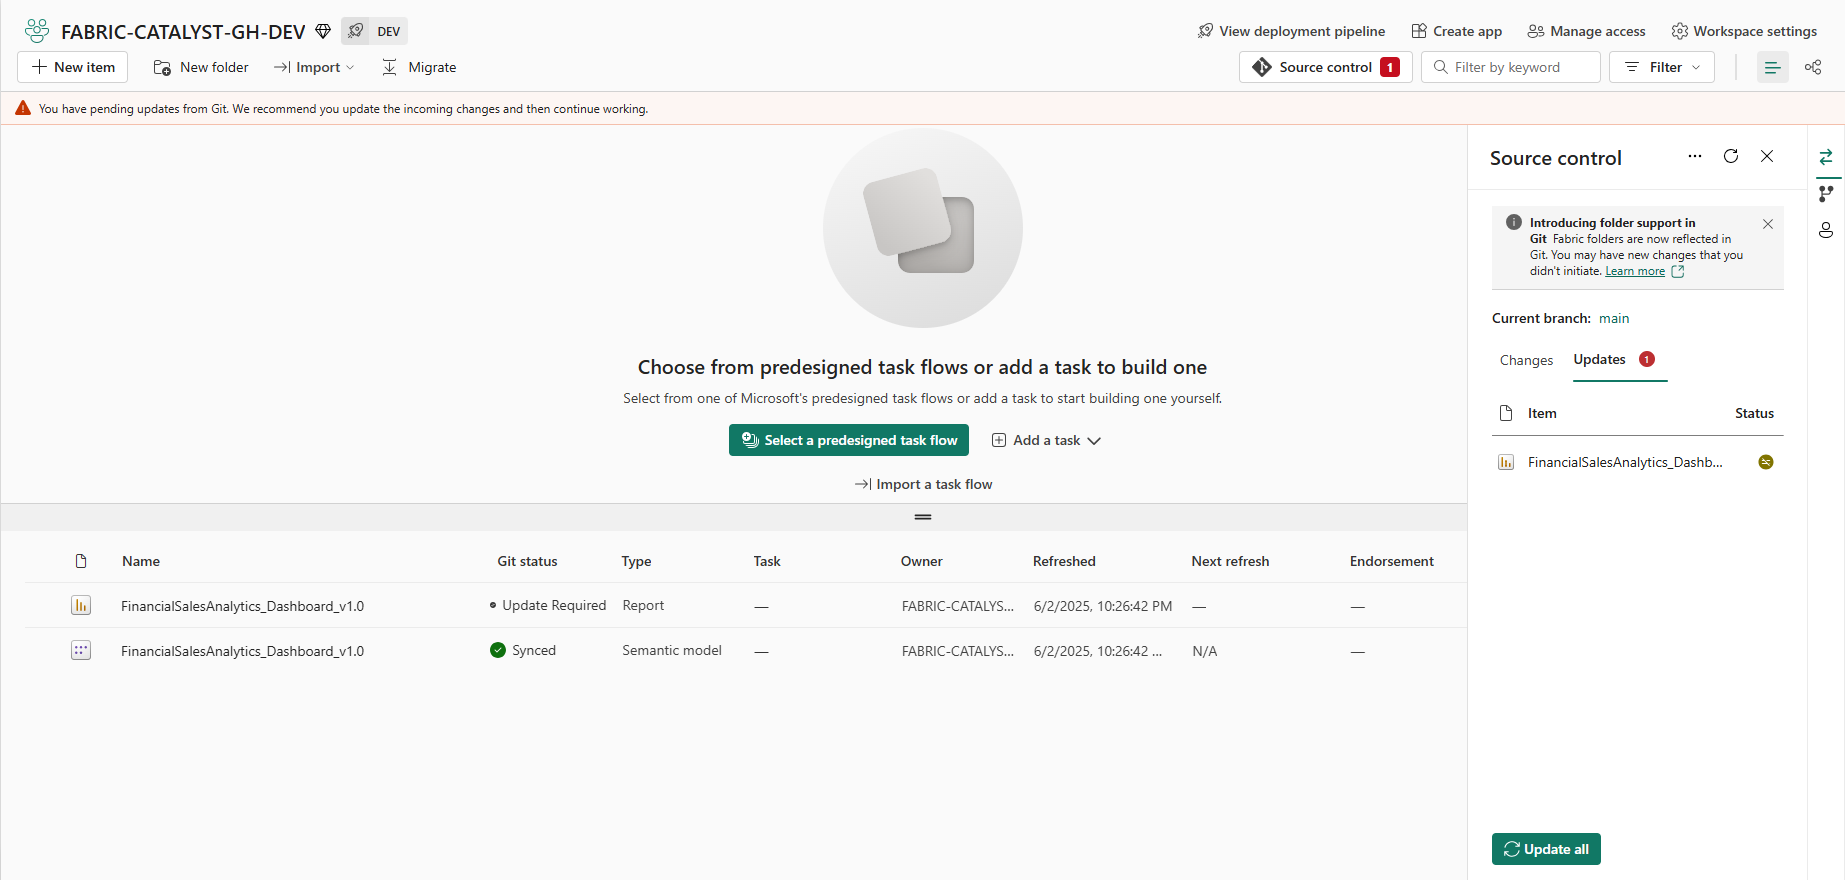 FABRIC-CATALYST-GH-DEV DEV
View deployment pipeline Create app Manage access Workspace settings
New item New folder Import Migrate
Source control 1 Filter by keyword Filter
You have pending updates from Git. We recommend you update the incoming changes and then continue working.
Choose from predesigned task flows or add a task to build one
Select from one of Microsoft's predesigned task flows or add a task to start building one yourself.
Select a predesigned task flow Add a task
Import a task flow
Name Git status Type Task Owner Refreshed Next refresh Endorsement
FinancialSalesAnalytics_Dashboard_v1.0 Update Required Report — FABRIC-CATALYS... 6/2/2025, 10:26:42 PM — —
FinancialSalesAnalytics_Dashboard_v1.0 Synced Semantic model — FABRIC-CATALYS... 6/2/2025, 10:26:42 ... N/A —
Source control
Introducing folder support in
Git Fabric folders are now reflected in
Git. You may have new changes that you
didn't initiate. Learn more
Current branch: main
Changes Updates 1
Item Status
FinancialSalesAnalytics_Dashb...
Update all